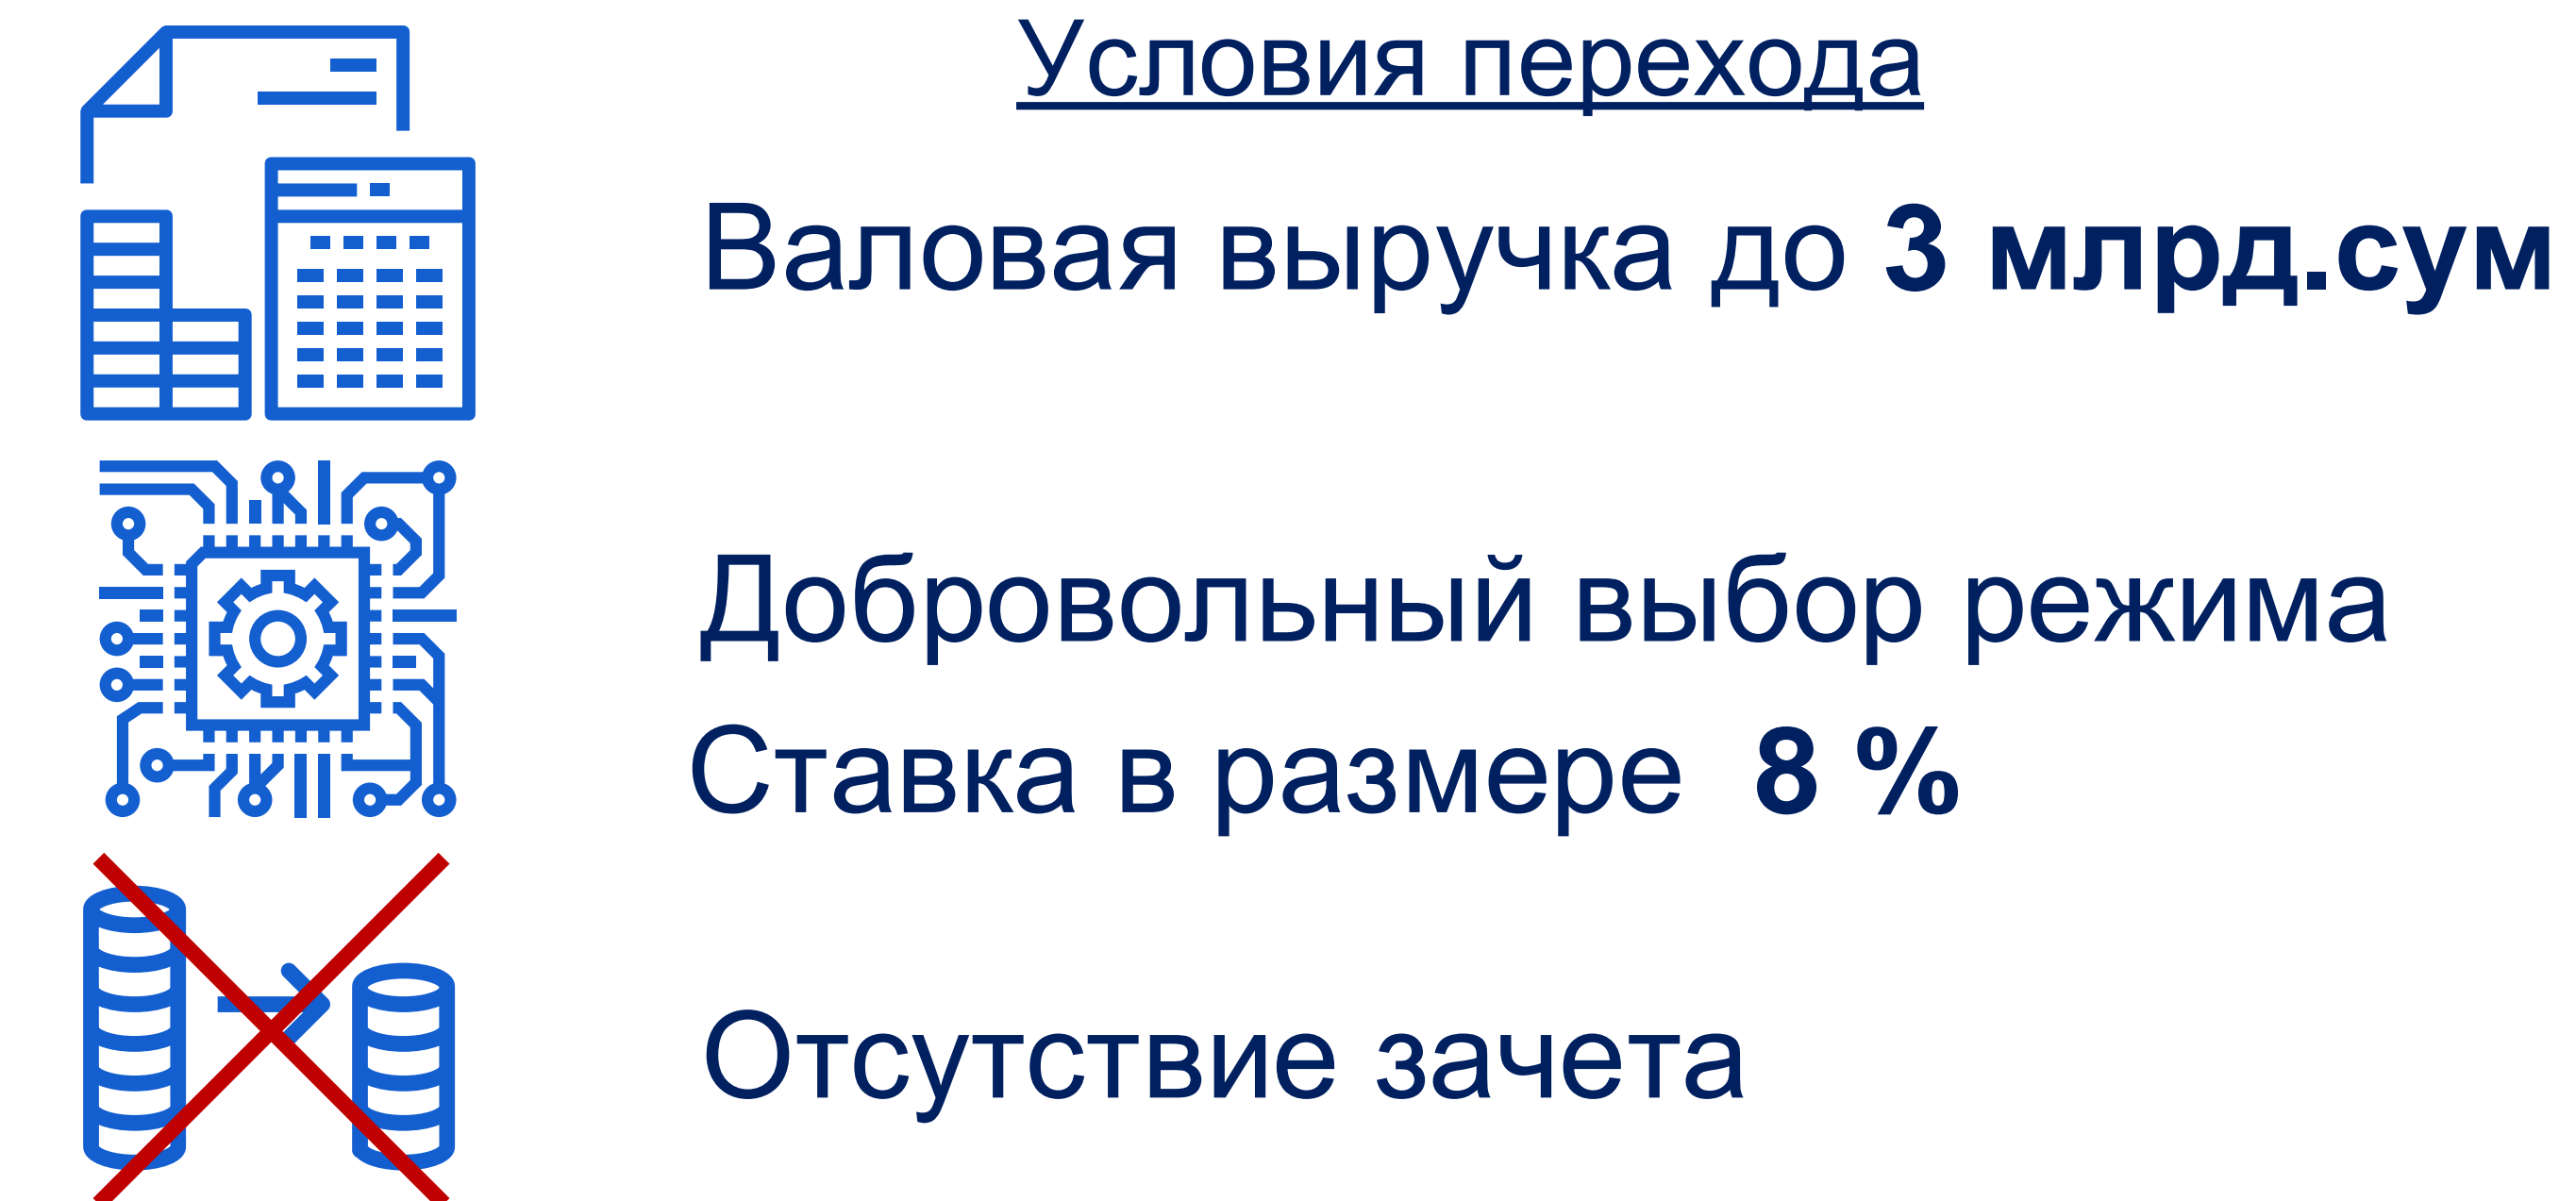 Условия перехода
Валовая выручка до 3 млрд.сум
Добровольный выбор режима
Ставка в размере 8 %
Отсутствие зачета